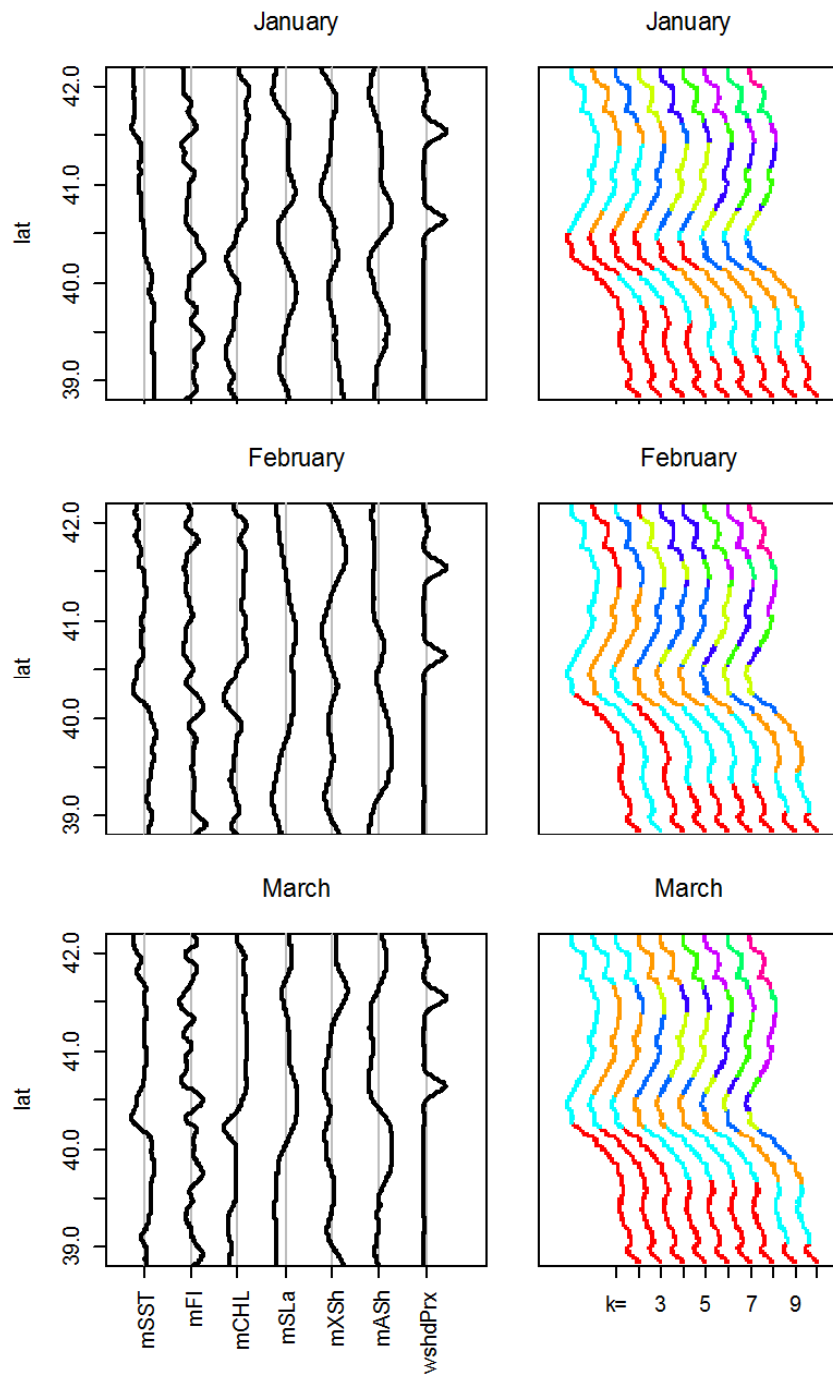 January
January
lat
42.0
41.0
40.0
39.0
February
February
lat
42.0
41.0
40.0
39.0
March
March
lat
42.0
41.0
40.0
39.0
mSST
mFI
mCHL
mSLa
mXSh
mASh
wshdPrx
k= 3 5 7 9